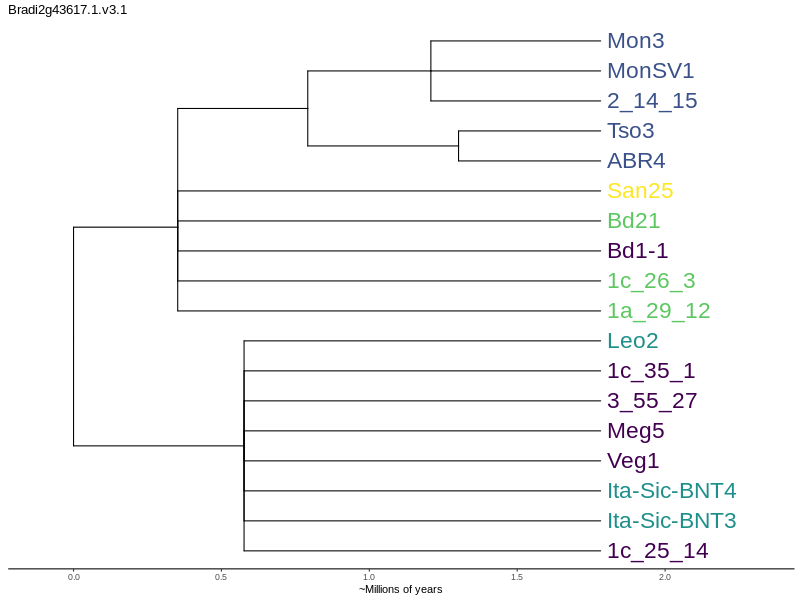 Bradi2g43617.1.v3.1
Mon3
MonSV1
2_14_15
Tso3
ABR4
San25
Bd21
Bd1-1
1c_26_3
1a_29_12
Leo2
1c_35_1
3_55_27
Meg5
Veg1
Ita-Sic-BNT4
Ita-Sic-BNT3
1c_25_14
0.0 0.5 1.0 1.5 2.0
~Millions of years